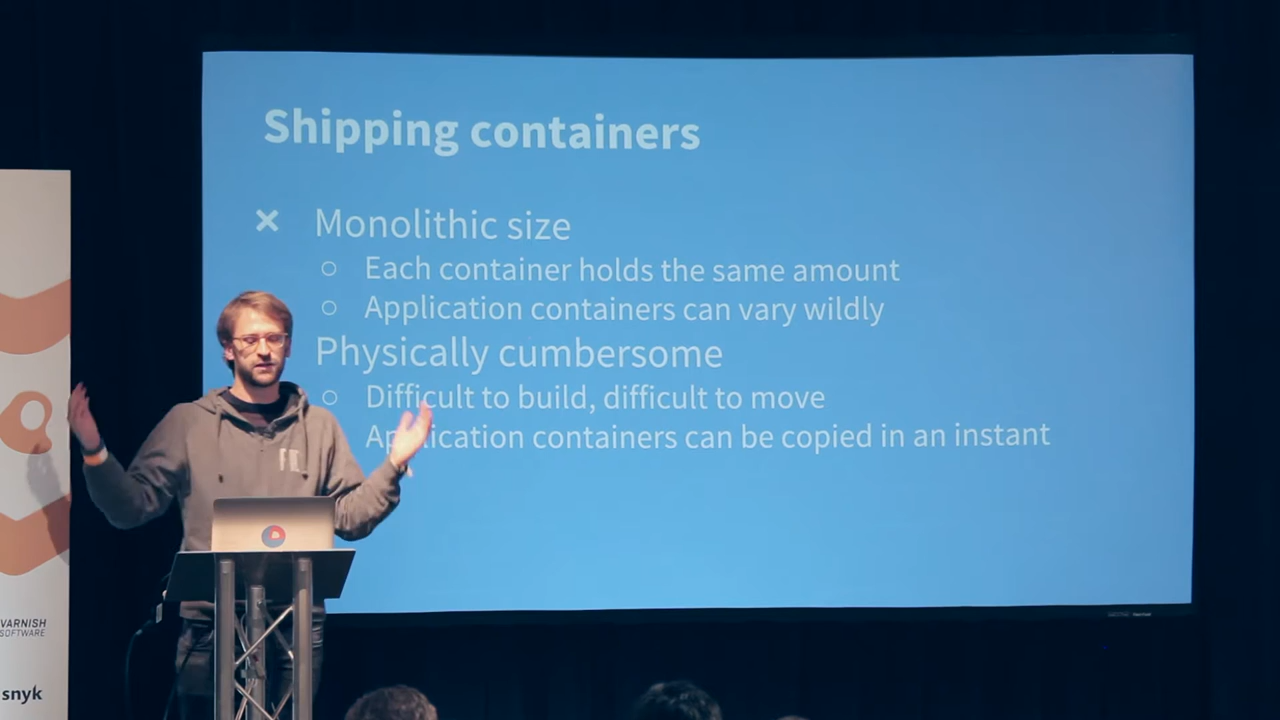 Shipping containers
Monolithic size
Each container holds the same amount
Application containers can vary wildly
Physically cumbersome
Difficult to build, difficult to move
Application containers can be copied in an instant
VARNISH
SOFTWARE
snyk